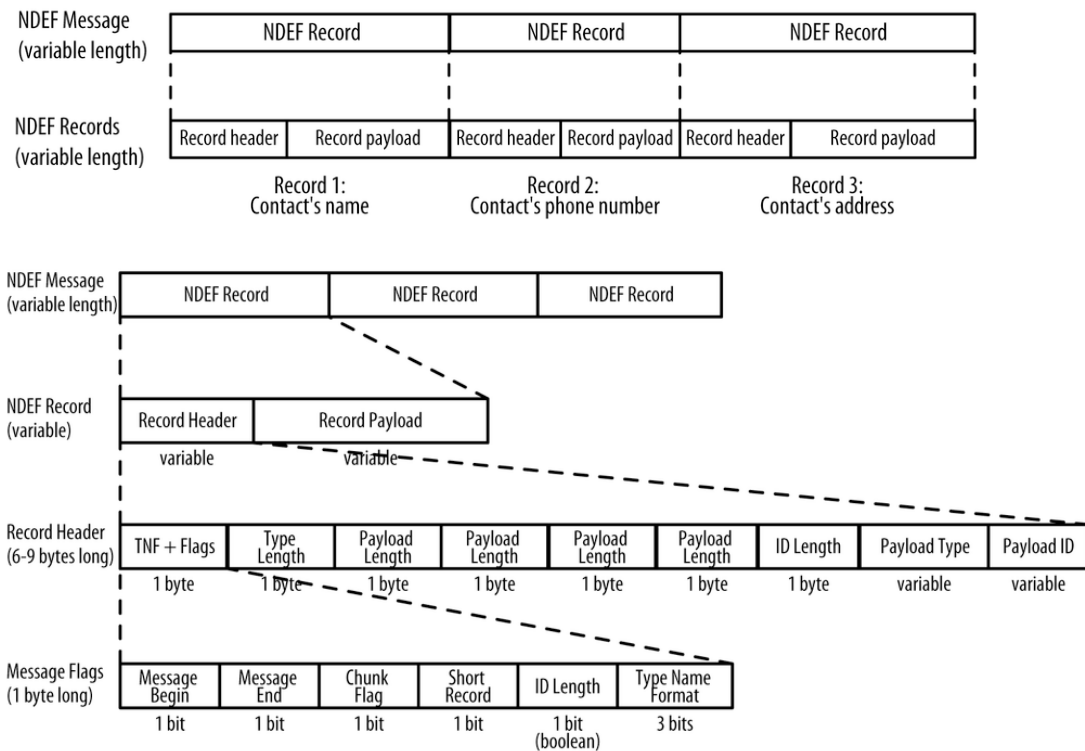 NDEF Message
(variable length)
NDEF Record NDEF Record NDEF Record
NDEF Records
(variable length)
Record header Record payload Record header Record payload Record header Record payload
Record 1:
Contact's name
Record 2:
Contact's phone number
Record 3:
Contact's address
NDEF Message
(variable length)
NDEF Record NDEF Record NDEF Record
NDEF Record
(variable)
Record Header Record Payload
variable variable
Record Header
(6-9 bytes long)
TNF + Flags
Type
Length
Payload
Length
Payload
Length
Payload
Length
Payload
Length
ID Length
Payload Type
Payload ID
1 byte 1 byte 1 byte 1 byte 1 byte 1 byte 1 byte variable variable
Message Flags
(1 byte long)
Message
Begin
Message
End
Chunk
Flag
Short
Record
ID Length
Type Name
Format
1 bit 1 bit 1 bit 1 bit 1 bit 3 bits
(boolean)